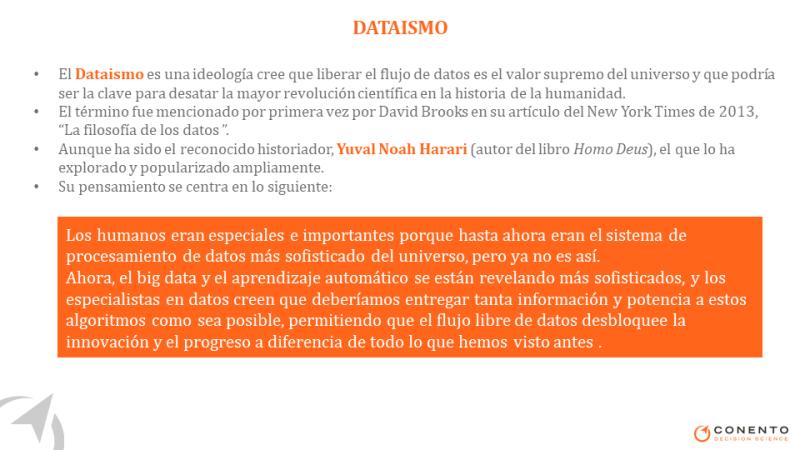 DATAISMO
• El Dataismo es una ideología cree que liberar el flujo de datos es el valor supremo del universo y que podría
ser la clave para desatar la mayor revolución científica en la historia de la humanidad.
• El término fue mencionado por primera vez por David Brooks en su artículo del New York Times de 2013,
“La filosofía de los datos ”.
• Aunque ha sido el reconocido historiador, Yuval Noah Harari (autor del libro Homo Deus), el que lo ha
explorado y popularizado ampliamente.
• Su pensamiento se centra en lo siguiente:
Los humanos eran especiales e importantes porque hasta ahora eran el sistema de
procesamiento de datos más sofisticado del universo, pero ya no es así.
Ahora, el big data y el aprendizaje automático se están revelando más sofisticados, y los
especialistas en datos creen que deberíamos entregar tanta información y potencia a estos
algoritmos como sea posible, permitiendo que el flujo libre de datos desbloquee la
innovación y el progreso a diferencia de todo lo que hemos visto antes .
CONENTO
DECISION SCIENCE